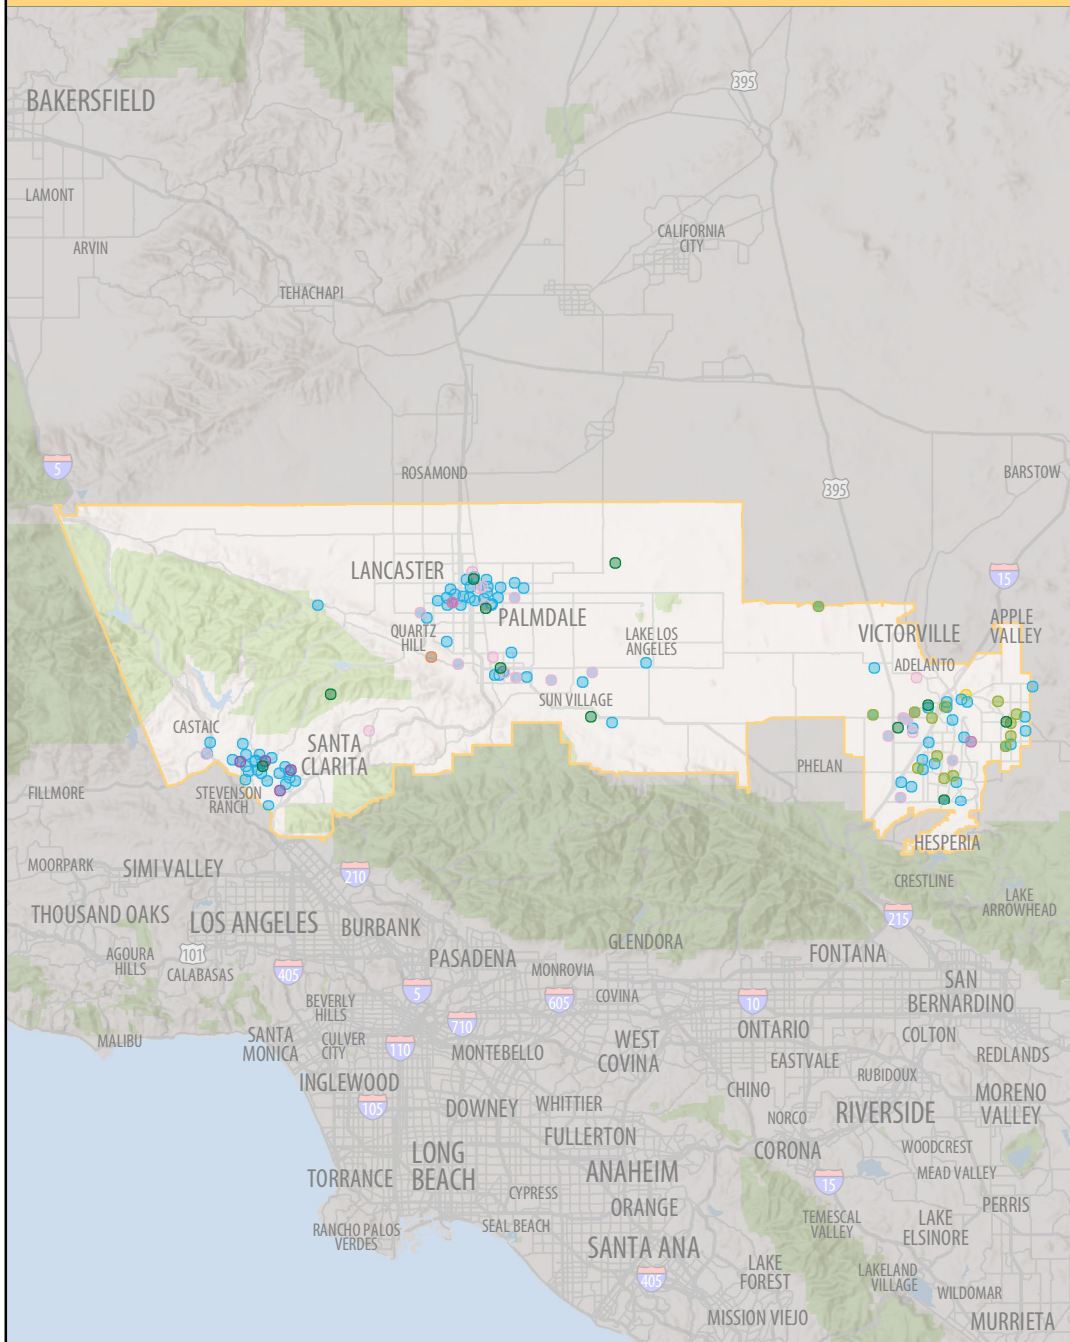 395
BAKERSFIELD
LAMONT
CALIFORNIA
CITY
ARVIN
TEHACHAPI
5
ROSAMOND
BARSTOW
395
LANCASTER
15
PALMDALE
APPLE
VALLEY
VICTORVILLE
QUARTZ
HILL
LAKE LOS
ANGELES
ADELANTO
SUN VILLAGE
CASTAIC
SANTA
CLARITA
PHELAN
FILLMORE
STEVENSON
RANCH
HESPERIA
MOORPARK
SIMI VALLEY
210
CRESTLINE
LAKE
ARROWHEAD
THOUSAND OAKS
LOS ANGELES
BURBANK
215
GLENDORA
FONTANA
AGOURA
HILLS
101
CALABASAS
405
PASADENA
MONROVIA
SAN
BERNARDINO
5
605
COVINA
10
BEVERLY
HILLS
710
ONTARIO
COLTON
MALIBU
SANTA
MONICA
CULVER
CITY
110
MONTEBELLO
WEST
COVINA
EASTVALE
REDLANDS
RUBIDOUX
INGLEWOOD
CHINO
MORENO
VALLEY
105
DOWNEY
WHITTIER
NORCO
RIVERSIDE
FULLERTON
CORONA
WOODCREST
LONG
BEACH
ANAHEIM
MEAD VALLEY
TORRANCE
15
CYPRESS
ORANGE
PERRIS
RANCHO PALOS
VERDES
SEAL BEACH
TEMESCAL
VALLEY
LAKE
ELSINORE
SANTA ANA
405
LAKE
FOREST
LAKELAND
VILLAGE
WILDOMAR
MISSION VIEJO
MURRIETA